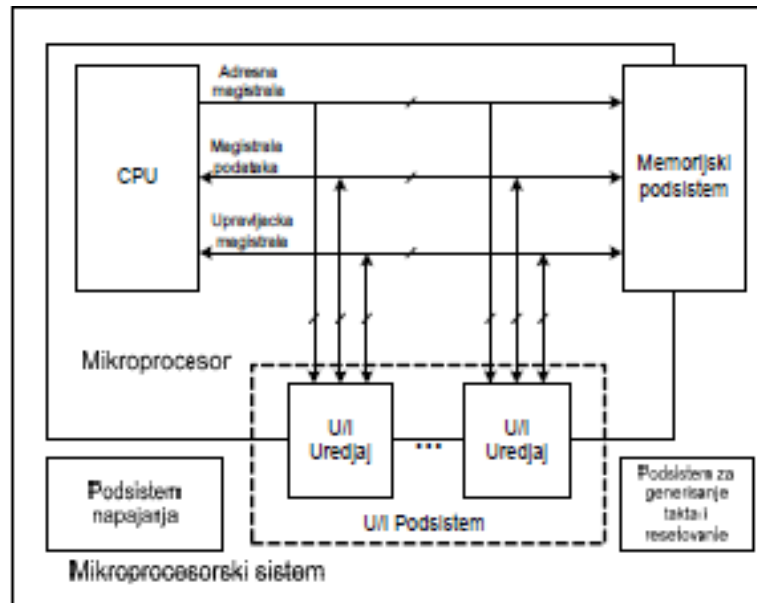 Adresna
magistrala
Magistrala
podataka
CPU
Memorijski
podsistem
Upravljacka
magistrala
Mikroprocesor
U/I
Uredjaj
...
U/I
Uredjaj
U/I Podsistem
Podsistem
napajanja
Podsistem za
generisanje
takta i
resetovanje
Mikroprocesorski sistem